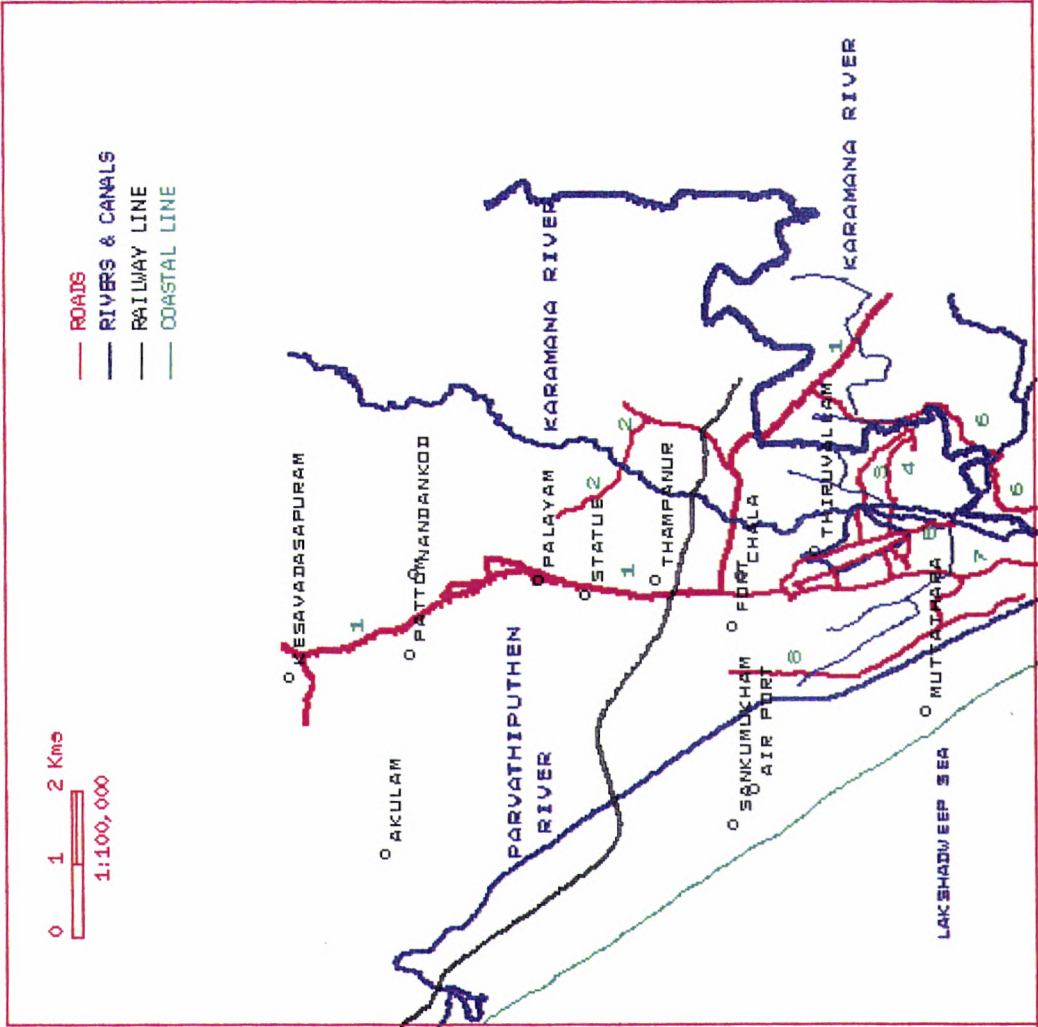 0 1 2 Kms
1:100,000
ROADS
RIVERS & CANALS
RAILWAY LINE
COASTAL LINE
KESAVADASAPURAM
1
AKULAM
PATTOM
NANDANKOD
PARVATHIPUTHEN
RIVER
PALAYAM
KARAMANA RIVER
STATUE
2
2
1
THAMPANUR
SANKUMUKHAM
AIR PORT
FORT
CHALA
8
THIRUVALLAM
1
KARAMANA RIVER
3
4
MUTTATHARA
5
7
6
6
LAKSHADWEEP SEA